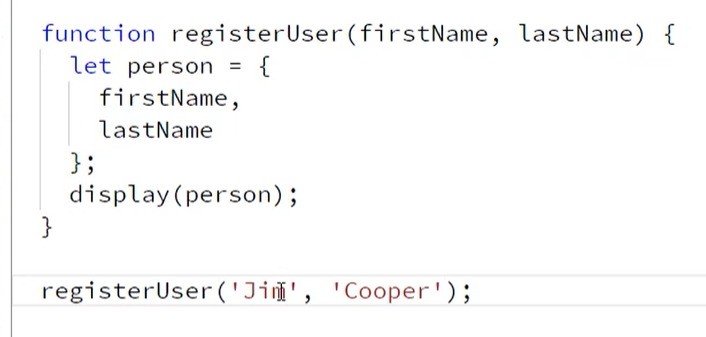 function registerUser(firstName, lastName) {
let person = {
firstName,
lastName
};
display(person);
}
registerUser('Jim', 'Cooper');